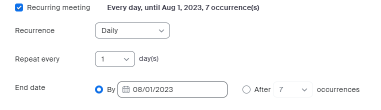 Recurring meeting Every day, until Aug 1, 2023, 7 occurrence(s)
Recurrence Daily
Repeat every 1 day(s)
End date By 08/01/2023 After 7 occurrences